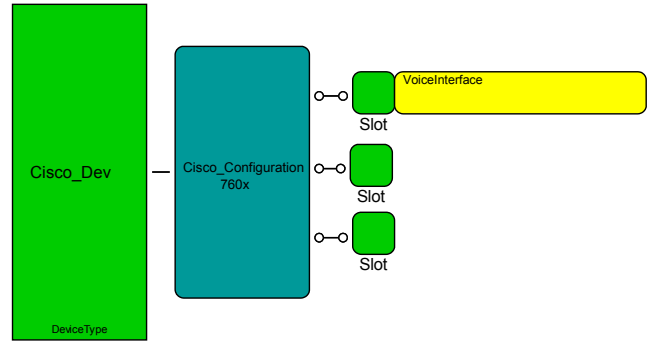 VoiceInterface
Slot
Cisco_Dev
Cisco_Configuration
760x
Slot
Slot
DeviceType